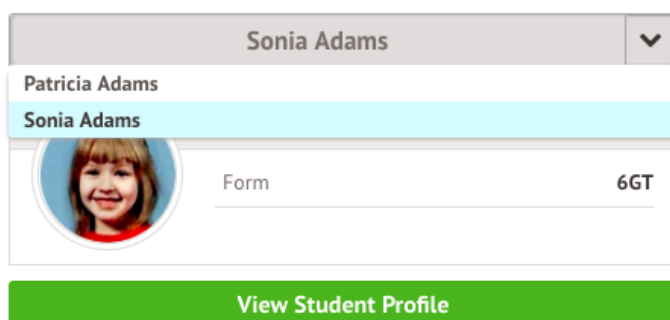 Sonia Adams
Patricia Adams
Sonia Adams
Form 6GT
View Student Profile